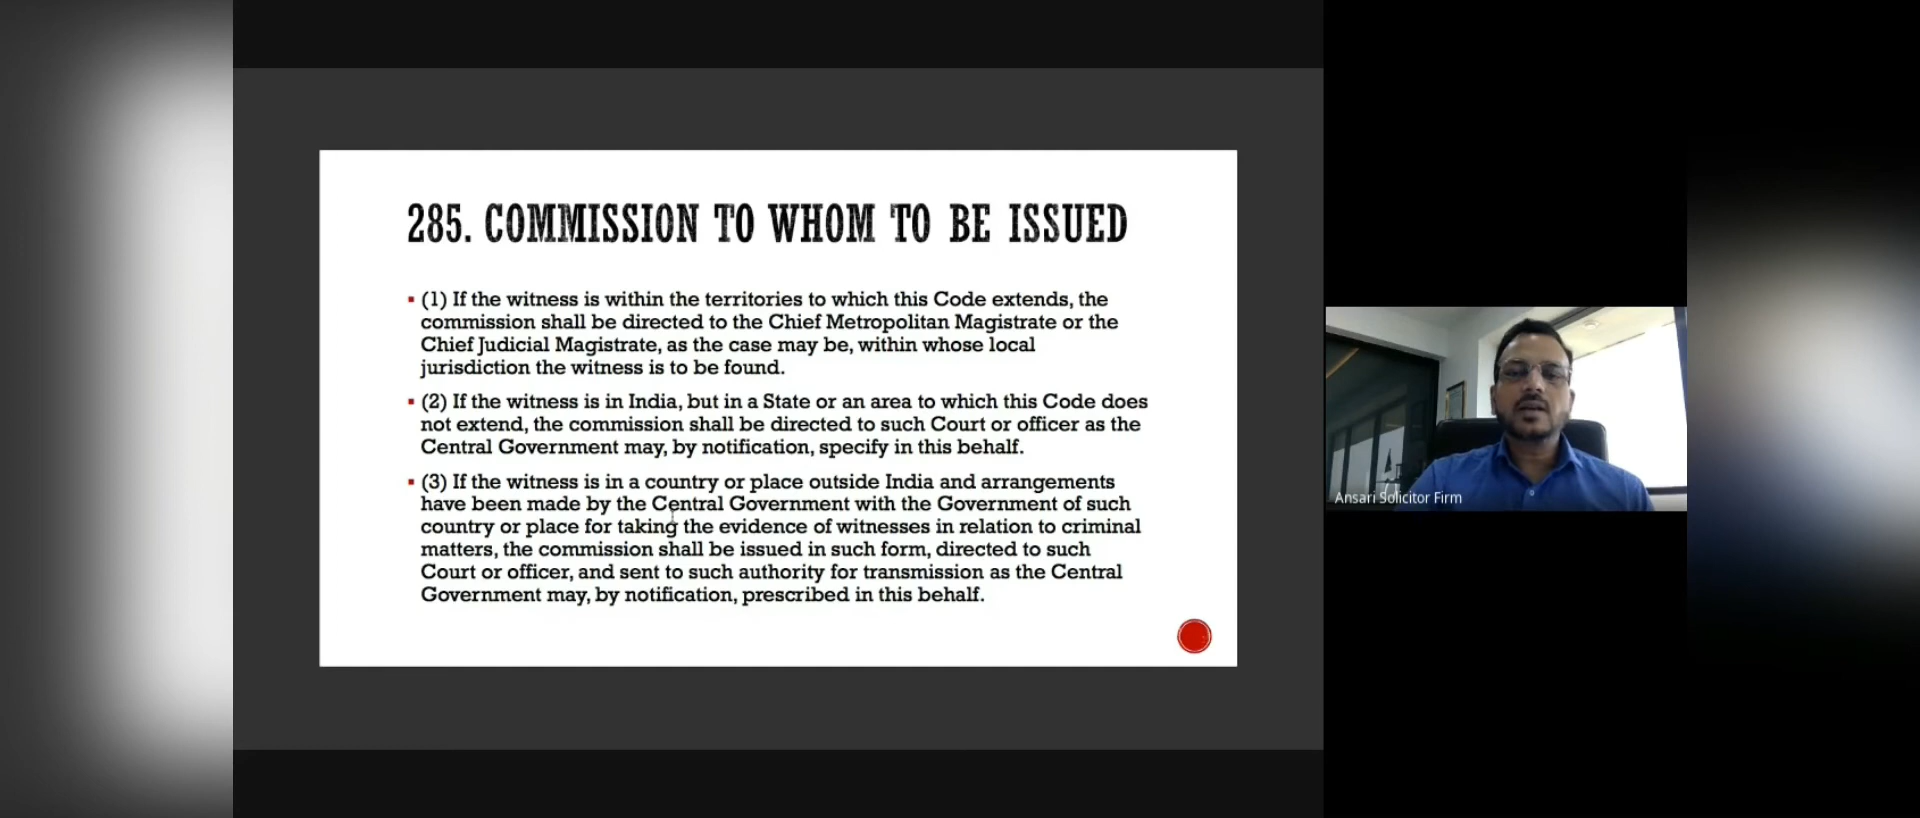 285. COMMISSION TO WHOM TO BE ISSUED
(1) If the witness is within the territories to which this Code extends, the
commission shall be directed to the Chief Metropolitan Magistrate or the
Chief Judicial Magistrate, as the case may be, within whose local
jurisdiction the witness is to be found.
(2) If the witness is in India, but in a State or an area to which this Code does
not extend, the commission shall be directed to such Court or officer as the
Central Government may, by notification, specify in this behalf.
(3) If the witness is in a country or place outside India and arrangements
have been made by the Central Government with the Government of such
country or place for taking the evidence of witnesses in relation to criminal
matters, the commission shall be issued in such form, directed to such
Court or officer, and sent to such authority for transmission as the Central
Government may, by notification, prescribed in this behalf.
Ansari Solicitor Firm